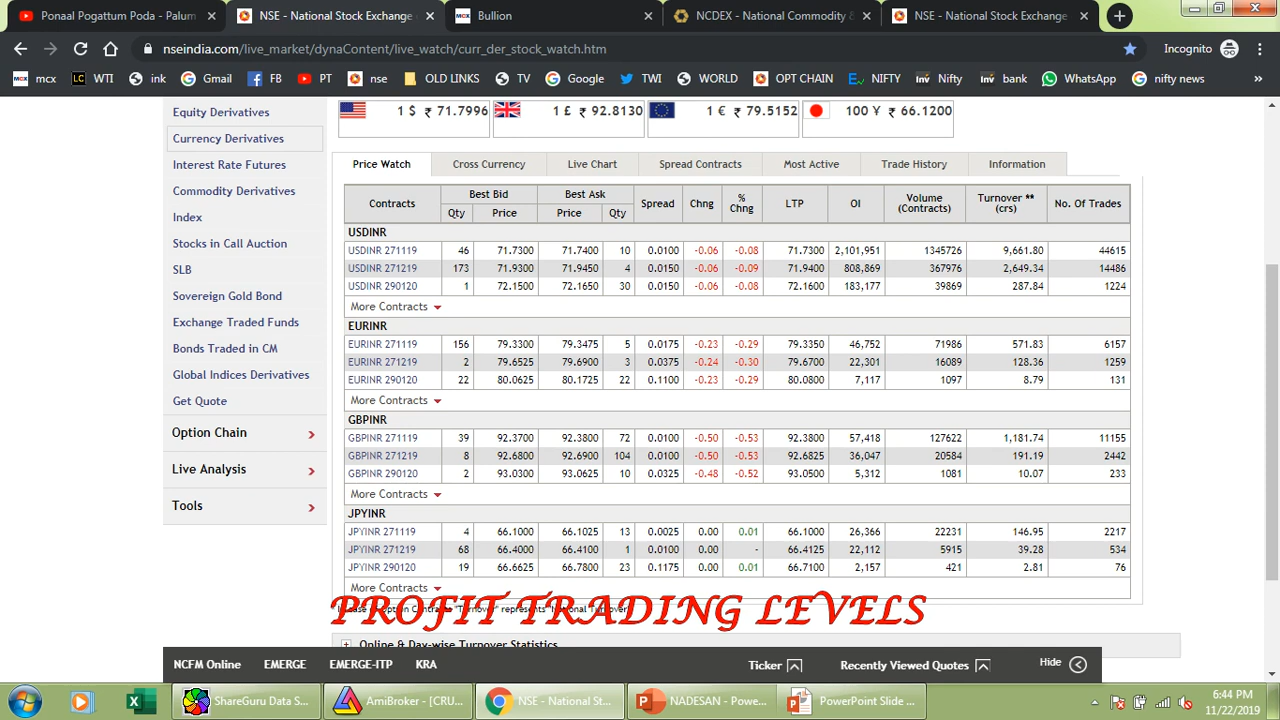 Ponaal Pogattum Poda - Palum
NSE - National Stock Exchange
Bullion
NCDEX - National Commodity &
NSE - National Stock Exchange
nseindia.com/live_market/dynaContent/live_watch/curr_der_stock_watch.htm
Incognito
mcx WTI ink Gmail FB PT nse OLD LINKS TV Google TWI WORLD OPT CHAIN NIFTY Nifty bank WhatsApp nifty news »
1 $ ₹ 71.7996 1 £ ₹ 92.8130 1 € ₹ 79.5152 100 ¥ ₹ 66.1200
Equity Derivatives
Currency Derivatives
Interest Rate Futures
Commodity Derivatives
Index
Stocks in Call Auction
SLB
Sovereign Gold Bond
Exchange Traded Funds
Bonds Traded in CM
Global Indices Derivatives
Get Quote
Option Chain
Live Analysis
Tools
Price Watch Cross Currency Live Chart Spread Contracts Most Active Trade History Information
Contracts Best Bid Best Ask Spread Chng % Chng LTP OI Volume (Contracts) Turnover ** (crs) No. Of Trades
Qty Price Price Qty
USDINR
USDINR 271119 46 71.7300 71.7400 10 0.0100 -0.06 -0.08 71.7300 2,101,951 1345726 9,661.80 44615
USDINR 271219 173 71.9300 71.9450 4 0.0150 -0.06 -0.09 71.9400 808,869 367976 2,649.34 14486
USDINR 290120 1 72.1500 72.1650 30 0.0150 -0.06 -0.08 72.1600 183,177 39869 287.84 1224
More Contracts
EURINR
EURINR 271119 156 79.3300 79.3475 5 0.0175 -0.23 -0.29 79.3350 46,752 71986 571.83 6157
EURINR 271219 2 79.6525 79.6900 3 0.0375 -0.24 -0.30 79.6700 22,301 16089 128.36 1259
EURINR 290120 22 80.0625 80.1725 22 0.1100 -0.23 -0.29 80.0800 7,117 1097 8.79 131
More Contracts
GBPINR
GBPINR 271119 39 92.3700 92.3800 72 0.0100 -0.50 -0.53 92.3800 57,418 127622 1,181.74 11155
GBPINR 271219 8 92.6800 92.6900 104 0.0100 -0.50 -0.53 92.6825 36,047 20584 191.19 2442
GBPINR 290120 2 93.0300 93.0625 10 0.0325 -0.48 -0.52 93.0500 5,312 1081 10.07 233
More Contracts
JPYINR
JPYINR 271119 4 66.1000 66.1025 13 0.0025 0.00 0.01 66.1000 26,366 22231 146.95 2217
JPYINR 271219 68 66.4000 66.4100 1 0.0100 0.00 - 66.4125 22,112 5915 39.28 534
JPYINR 290120 19 66.6625 66.7800 23 0.1175 0.00 0.01 66.7100 2,157 421 2.81 76
More Contracts
PROFIT TRADING LEVELS
Online & Day-wise Turnover Statistics
NCFM Online EMERGE EMERGE-ITP KRA Ticker Recently Viewed Quotes Hide
ShareGuru Data S...
AmiBroker - [CRU...
NSE - National St...
NADESAN - Powe...
PowerPoint Slide ...
6:44 PM
11/22/2019